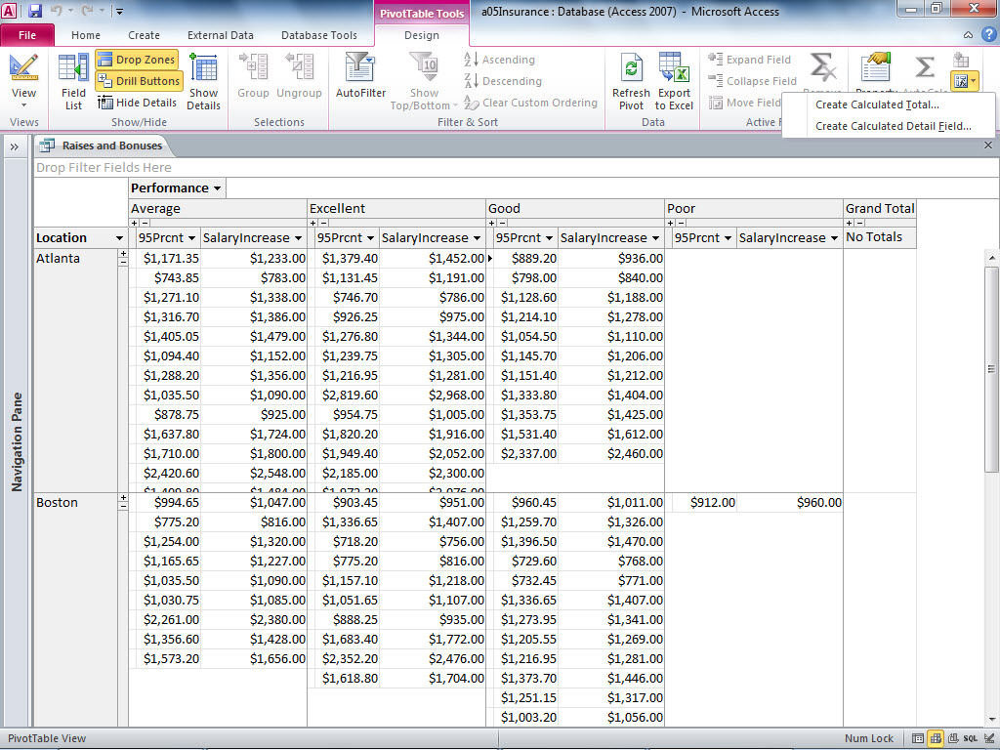 PivotTable Tools
a05Insurance : Database (Access 2007) - Microsoft Access
File Home Create External Data Database Tools Design
View
Views
Field List
Drop Zones
Drill Buttons
Hide Details
Show Details
Show/Hide
Group Ungroup
Selections
AutoFilter
Show Top/Bottom
Ascending
Descending
Clear Custom Ordering
Filter & Sort
Refresh Pivot
Export to Excel
Data
Expand Field
Collapse Field
Move Field
Active F
Create Calculated Total...
Create Calculated Detail Field...
Raises and Bonuses
Drop Filter Fields Here
Performance
Average Excellent Good Poor Grand Total
Location 95Prcnt SalaryIncrease 95Prcnt SalaryIncrease 95Prcnt SalaryIncrease 95Prcnt SalaryIncrease No Totals
Atlanta $1,171.35 $1,233.00 $1,379.40 $1,452.00 $889.20 $936.00
$743.85 $783.00 $1,131.45 $1,191.00 $798.00 $840.00
$1,271.10 $1,338.00 $746.70 $786.00 $1,128.60 $1,188.00
$1,316.70 $1,386.00 $926.25 $975.00 $1,214.10 $1,278.00
$1,405.05 $1,479.00 $1,276.80 $1,344.00 $1,054.50 $1,110.00
$1,094.40 $1,152.00 $1,239.75 $1,305.00 $1,145.70 $1,206.00
$1,288.20 $1,356.00 $1,216.95 $1,281.00 $1,151.40 $1,212.00
$1,035.50 $1,090.00 $2,819.60 $2,968.00 $1,333.80 $1,404.00
$878.75 $925.00 $954.75 $1,005.00 $1,353.75 $1,425.00
$1,637.80 $1,724.00 $1,820.20 $1,916.00 $1,531.40 $1,612.00
$1,710.00 $1,800.00 $1,949.40 $2,052.00 $2,337.00 $2,460.00
$2,420.60 $2,548.00 $2,185.00 $2,300.00
Boston $994.65 $1,047.00 $903.45 $951.00 $960.45 $1,011.00 $912.00 $960.00
$775.20 $816.00 $1,336.65 $1,407.00 $1,259.70 $1,326.00
$1,254.00 $1,320.00 $718.20 $756.00 $1,396.50 $1,470.00
$1,165.65 $1,227.00 $775.20 $816.00 $729.60 $768.00
$1,035.50 $1,090.00 $1,157.10 $1,218.00 $732.45 $771.00
$1,030.75 $1,085.00 $1,051.65 $1,107.00 $1,336.65 $1,407.00
$2,261.00 $2,380.00 $888.25 $935.00 $1,273.95 $1,341.00
$1,356.60 $1,428.00 $1,683.40 $1,772.00 $1,205.55 $1,269.00
$1,573.20 $1,656.00 $2,352.20 $2,476.00 $1,216.95 $1,281.00
$1,618.80 $1,704.00 $1,373.70 $1,446.00
$1,251.15 $1,317.00
$1,003.20 $1,056.00
Navigation Pane
PivotTable View
Num Lock
SQL